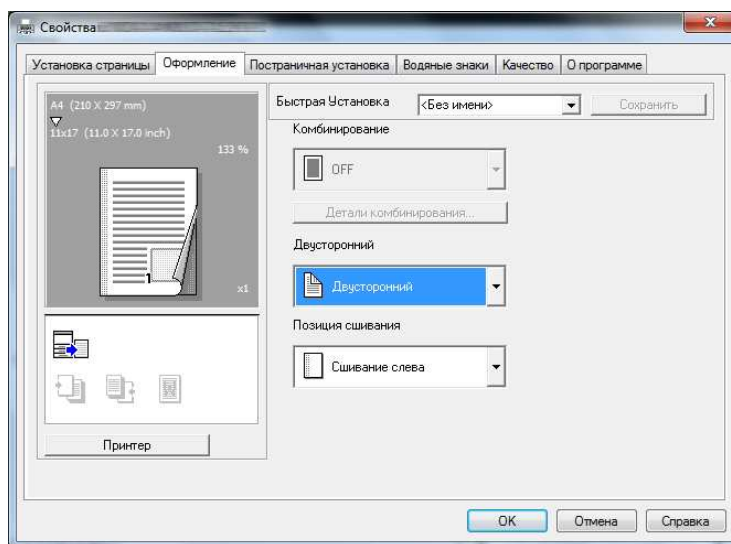 Свойства
Установка страницы Оформление Постраничная установка Водяные знаки Качество О программе
A4 (210 X 297 mm)
11x17 (11.0 X 17.0 inch)
133 %
1
x1
Принтер
Быстрая Установка <Без имени> Сохранить
Комбинирование
OFF
Детали комбинирования...
Двусторонний
Двусторонний
Позиция сшивания
Сшивание слева
OK Отмена Справка